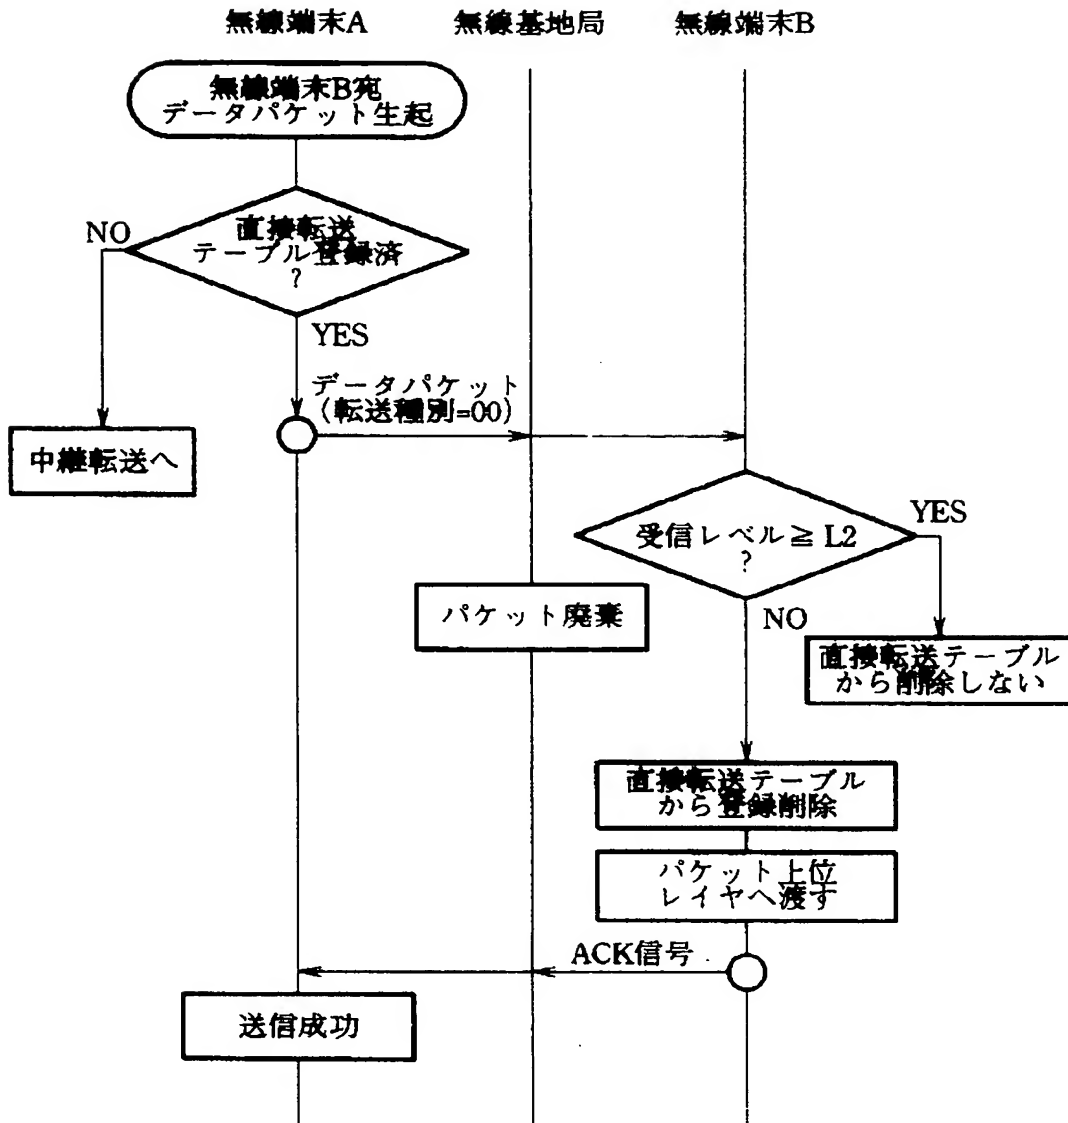 無線端末A 無線基地局 無線端末B
無線端末B宛
データパケット生起
NO
直接転送
テーブル登録済
?
YES
データパケット
(転送種別=00)
中継転送へ
受信レベル≧L2
?
YES
パケット廃棄
NO
直接転送テーブル
から削除しない
直接転送テーブル
から登録削除
パケット上位
レイヤへ渡す
ACK信号
送信成功